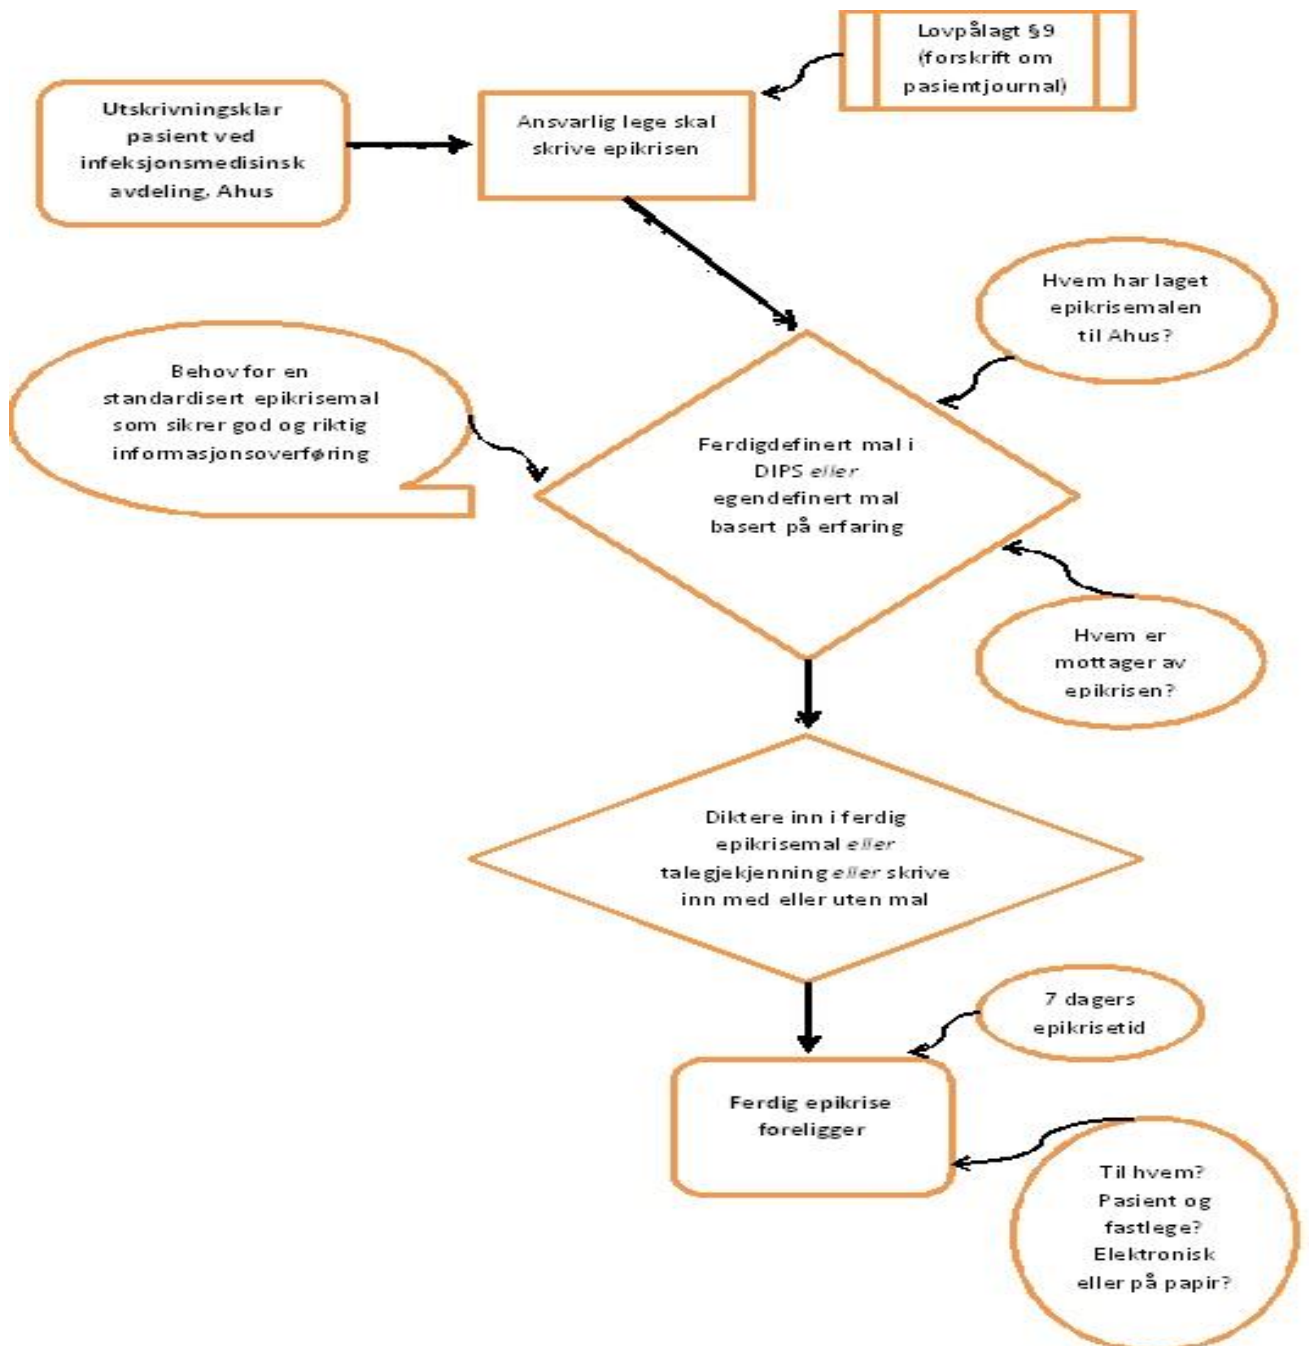 Lovpålagt §9
(forskrift om
pasientjournal)
Utskrivningsklar
pasient ved
infeksjonsmedisinsk
avdeling, Ahus
Ansvarlig lege skal
skrive epikrisen
Hvem har laget
epikrisemalen
til Ahus?
Behov for en
standardisert epikrisemal
som sikrer god og riktig
informasjonsoverføring
Ferdigdefinert mal i
DIPS eller
egendefinert mal
basert på erfaring
Hvem er
mottager av
epikrisen?
Diktere inn i ferdig
epikrisemal eller
talegjekjenning eller skrive
inn med eller uten mal
7 dagers
epikrisetid
Ferdig epikrise
foreligger
Til hvem?
Pasient og
fastlege?
Elektronisk
eller på papir?